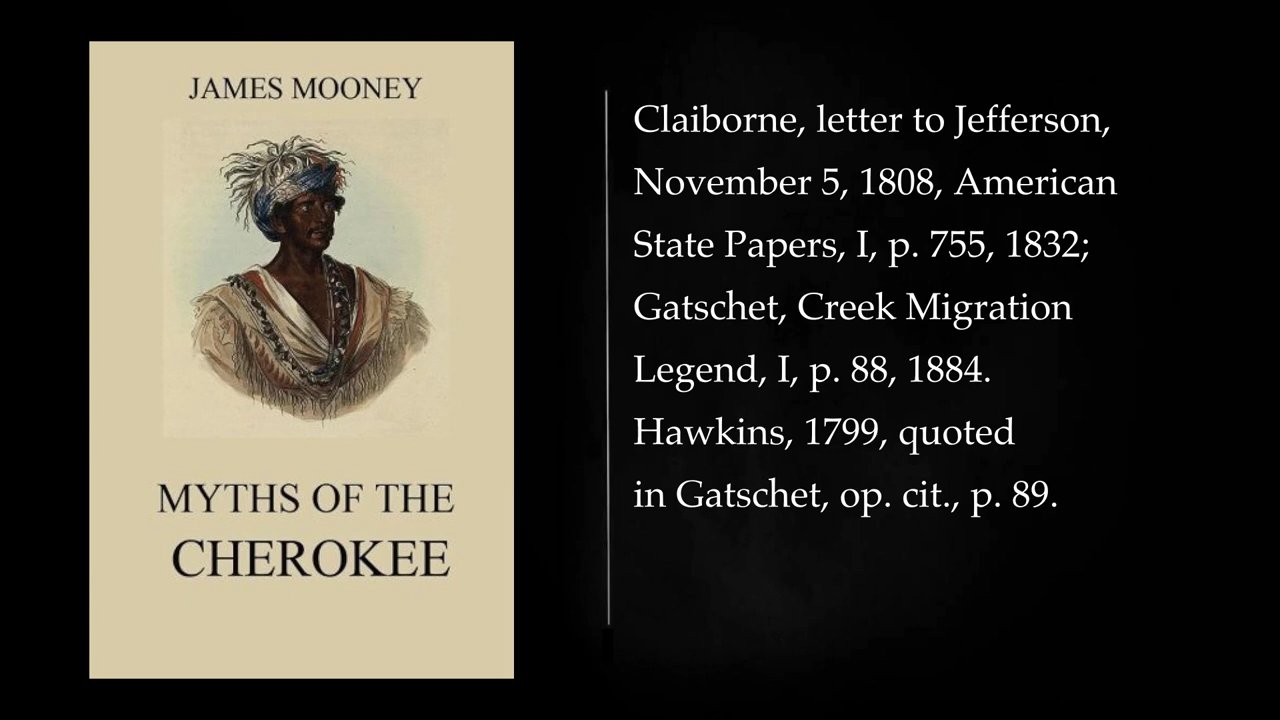 JAMES MOONEY
MYTHS OF THE
CHEROKEE
Claiborne, letter to Jefferson,
November 5, 1808, American
State Papers, I, p. 755, 1832;
Gatschet, Creek Migration
Legend, I, p. 88, 1884.
Hawkins, 1799, quoted
in Gatschet, op. cit., p. 89.